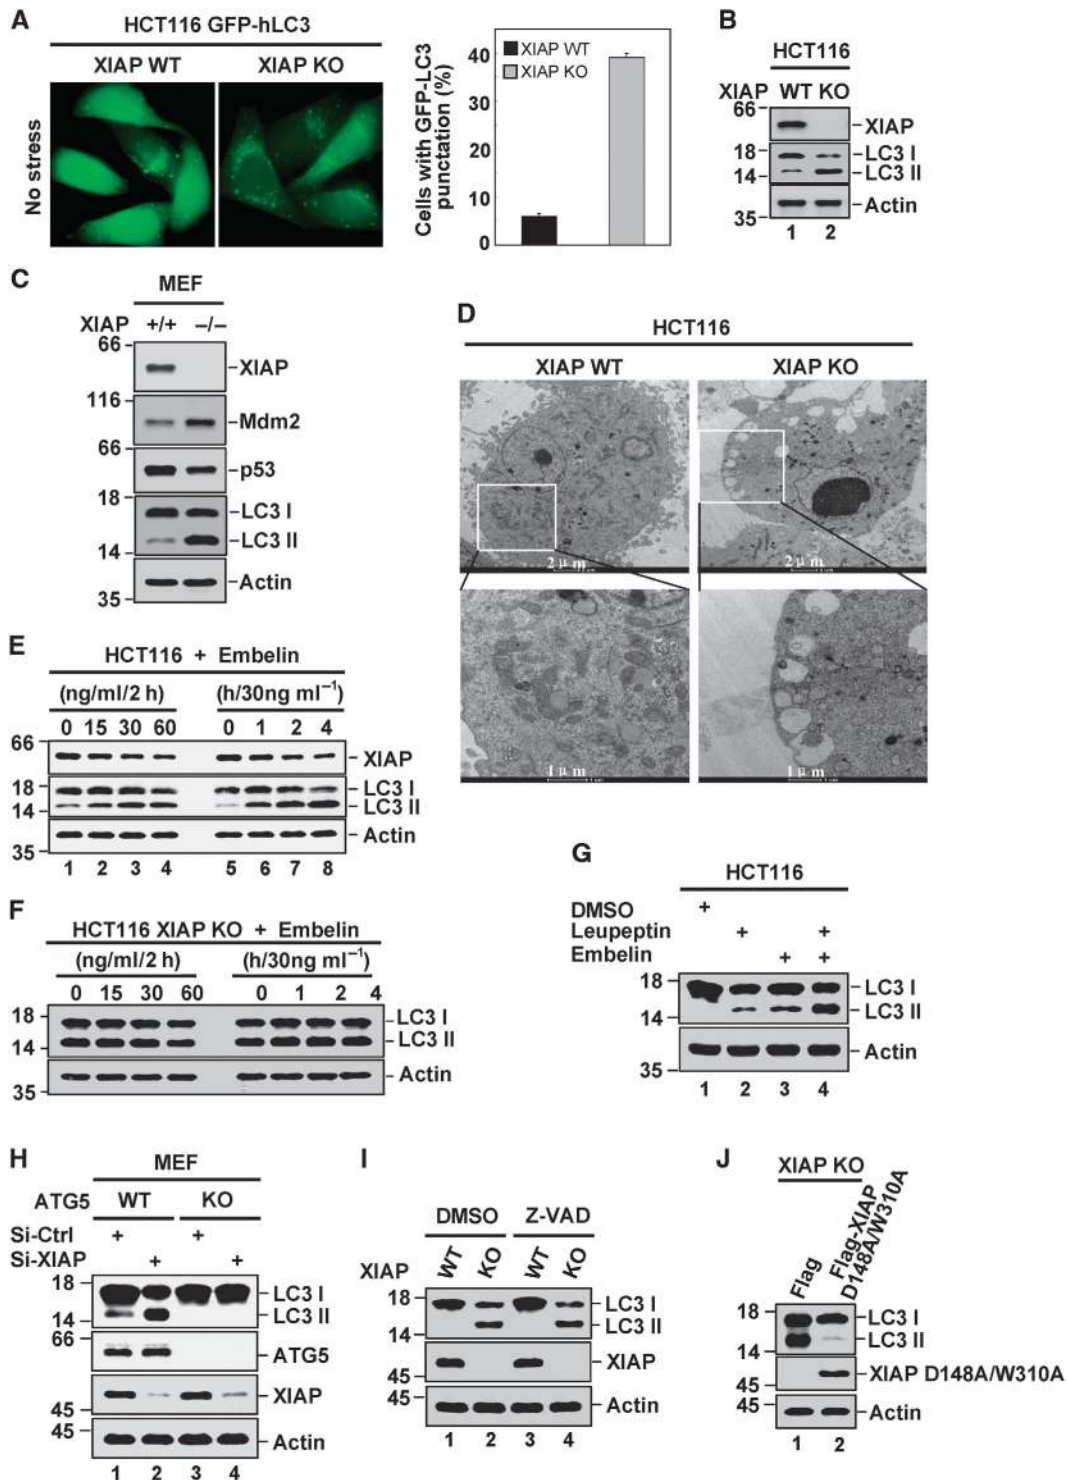 A
HCT116 GFP-hLC3
XIAP WT
XIAP KO
No stress
Cells with GFP-LC3
punctation (%)
40
30
20
10
0
XIAP WT
XIAP KO
B
HCT116
XIAP WT KO
66
XIAP
18
LC3 I
14
LC3 II
Actin
35
1 2
C
MEF
XIAP +/+ –/–
66
XIAP
116
Mdm2
66
p53
18
LC3 I
LC3 II
14
Actin
35
D
HCT116
XIAP WT
XIAP KO
2 μm
2 μm
1 μm
1 μm
E
HCT116 + Embelin
(ng/ml/2 h) (h/30ng ml⁻¹)
0 15 30 60 0 1 2 4
66
XIAP
18
LC3 I
14
LC3 II
Actin
35
1 2 3 4 5 6 7 8
F
HCT116 XIAP KO + Embelin
(ng/ml/2 h) (h/30ng ml⁻¹)
0 15 30 60 0 1 2 4
18
LC3 I
14
LC3 II
Actin
35
G
HCT116
DMSO +
Leupeptin + +
Embelin + +
18
LC3 I
14
LC3 II
Actin
35
1 2 3 4
H
MEF
ATG5 WT KO
Si-Ctrl + +
Si-XIAP + +
18
LC3 I
14
LC3 II
66
ATG5
XIAP
45
45
Actin
1 2 3 4
I
DMSO Z-VAD
XIAP WT KO WT KO
18
LC3 I
14
LC3 II
XIAP
45
45
Actin
1 2 3 4
J
XIAP KO
Flag
Flag-XIAP
D148A/W310A
18
LC3 I
14
LC3 II
XIAP D148A/W310A
45
45
Actin
1 2